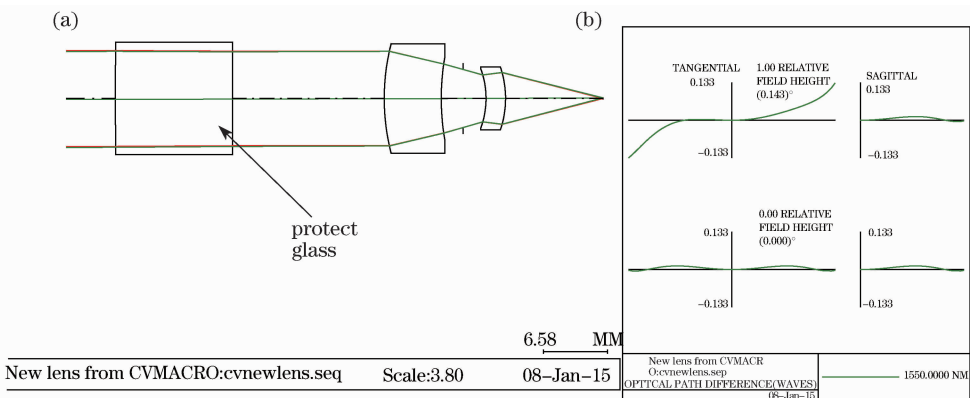 (a)
protect
glass
6.58 MM
New lens from CVMACRO:cvnewlens.seq Scale:3.80 08-Jan-15
(b)
TANGENTIAL 1.00 RELATIVE SAGITTAL
0.133 FIELD HEIGHT 0.133
(0.143)°
−0.133 −0.133
0.00 RELATIVE
0.133 FIELD HEIGHT 0.133
(0.000)°
−0.133 −0.133
New lens from CVMACR
O:cvnewlens.sep
OPTTCAL PATH DIFFERENCE(WAVES) 1550.0000 NM
08-Jan-15